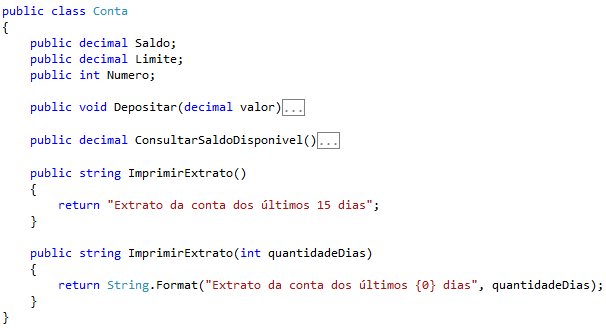 public class Conta
{
    public decimal Saldo;
    public decimal Limite;
    public int Numero;

    public void Depositar(decimal valor)...

    public decimal ConsultarSaldoDisponivel()...

    public string ImprimirExtrato()
    {
        return "Extrato da conta dos últimos 15 dias";
    }

    public string ImprimirExtrato(int quantidadeDias)
    {
        return String.Format("Extrato da conta dos últimos {0} dias", quantidadeDias);
    }
}